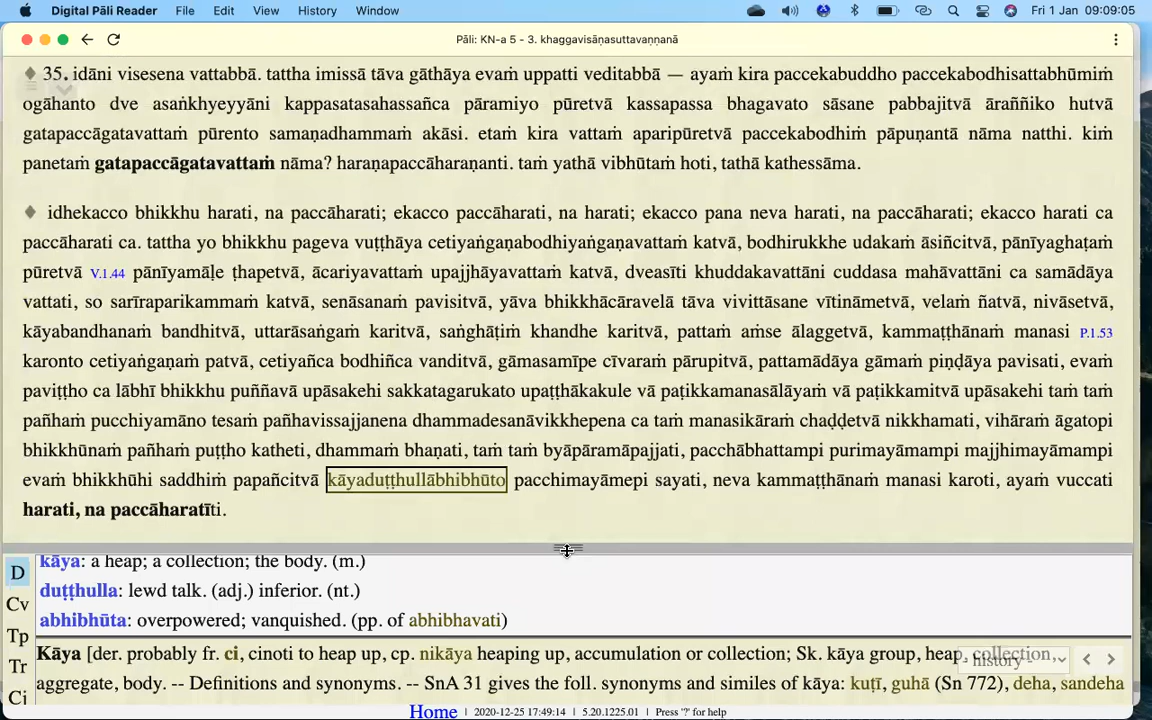 Digital Pāli Reader File Edit View History Window Fri 1 Jan 09:09:05
Pāli: KN-a 5 - 3. khaggavisāṇasuttavaṇṇanā
♦ 35. idāni visesena vattabbā. tattha imissā tāva gāthāya evaṁ uppatti veditabbā — ayaṁ kira paccekabuddho paccekabodhisattabhūmiṁ
ogāhanto dve asaṅkhyeyyāni kappasatasahassañca pāramiyo pūretvā kassapassa bhagavato sāsane pabbajitvā āraññiko hutvā
gatapaccāgatavattaṁ pūrento samaṇadhammaṁ akāsi. etaṁ kira vattaṁ aparipūretvā paccekabodhiṁ pāpuṇantā nāma natthi. kiṁ
panetaṁ gatapaccāgatavattaṁ nāma? haraṇapaccāharaṇanti. taṁ yathā vibhūtaṁ hoti, tathā kathessāma.
♦ idhekacco bhikkhu harati, na paccāharati; ekacco paccāharati, na harati; ekacco pana neva harati, na paccāharati; ekacco harati ca
paccāharati ca. tattha yo bhikkhu pageva vuṭṭhāya cetiyaṅgaṇabodhiyaṅgaṇavattaṁ katvā, bodhirukkhe udakaṁ āsiñcitvā, pānīyaghaṭaṁ
pūretvā V.1.44 pānīyamāḷe ṭhapetvā, ācariyavattaṁ upajjhāyavattaṁ katvā, dveasīti khuddakavattāni cuddasa mahāvattāni ca samādāya
vattati, so sarīraparikammaṁ katvā, senāsanaṁ pavisitvā, yāva bhikkhācāravelā tāva vivittāsane vītināmetvā, velaṁ ñatvā, nivāsetvā,
kāyabandhanaṁ bandhitvā, uttarāsaṅgaṁ karitvā, saṅghāṭiṁ khandhe karitvā, pattaṁ aṁse ālaggetvā, kammaṭṭhānaṁ manasi P.1.53
karonto cetiyaṅgaṇaṁ patvā, cetiyañca bodhiñca vanditvā, gāmasamīpe cīvaraṁ pārupitvā, pattamādāya gāmaṁ piṇḍāya pavisati, evaṁ
paviṭṭho ca lābhī bhikkhu puññavā upāsakehi sakkatagarukato upaṭṭhākakule vā paṭikkamanasālāyaṁ vā paṭikkamitvā upāsakehi taṁ taṁ
pañhaṁ pucchiyamāno tesaṁ pañhavissajjanena dhammadesanāvikkhepena ca taṁ manasikāraṁ chaḍḍetvā nikkhamati, vihāraṁ āgatopi
bhikkhūnaṁ pañhaṁ puṭṭho katheti, dhammaṁ bhaṇati, taṁ taṁ byāpāramāpajjati, pacchābhattampi purimayāmampi majjhimayāmampi
evaṁ bhikkhūhi saddhiṁ papañcitvā kāyaduṭṭhullābhibhūto pacchimayāmepi sayati, neva kammaṭṭhānaṁ manasi karoti, ayaṁ vuccati
harati, na paccāharatīti.
kāya: a heap; a collection; the body. (m.)
D
duṭṭhulla: lewd talk. (adj.) inferior. (nt.)
Cv
abhibhūta: overpowered; vanquished. (pp. of abhibhavati)
Tp
Kāya [der. probably fr. ci, cinoti to heap up, cp. nikāya heaping up, accumulation or collection; Sk. kāya group, heap, collection,
- history -
Tr
aggregate, body. -- Definitions and synonyms. -- SnA 31 gives the foll. synonyms and similes of kāya: kuṭī, guhā (Sn 772), deha, sandeha
Cj
Home | 2020-12-25 17:49:14 | 5.20.1225.01 | Press '?' for help